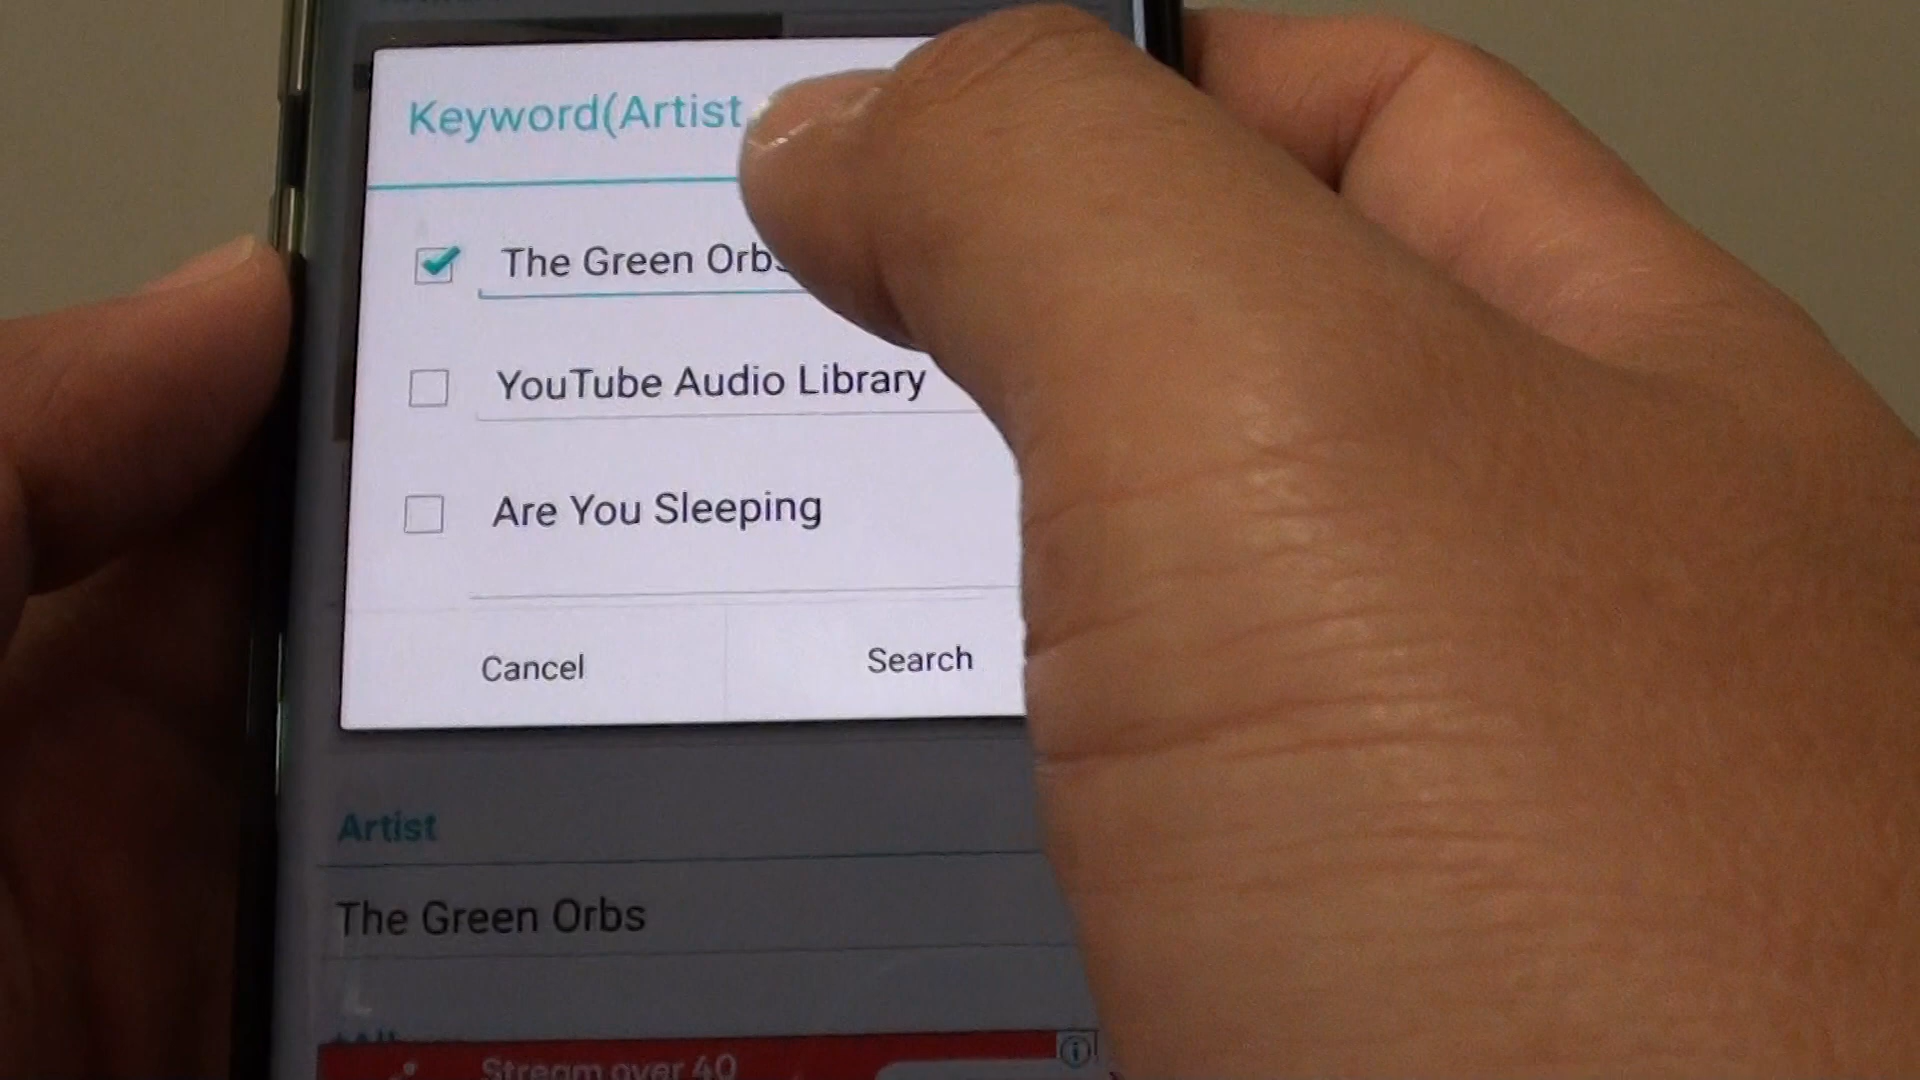 Keyword(Artist
The Green Orbs
YouTube Audio Library
Are You Sleeping
Cancel
Search
Artist
The Green Orbs
Stream over 40